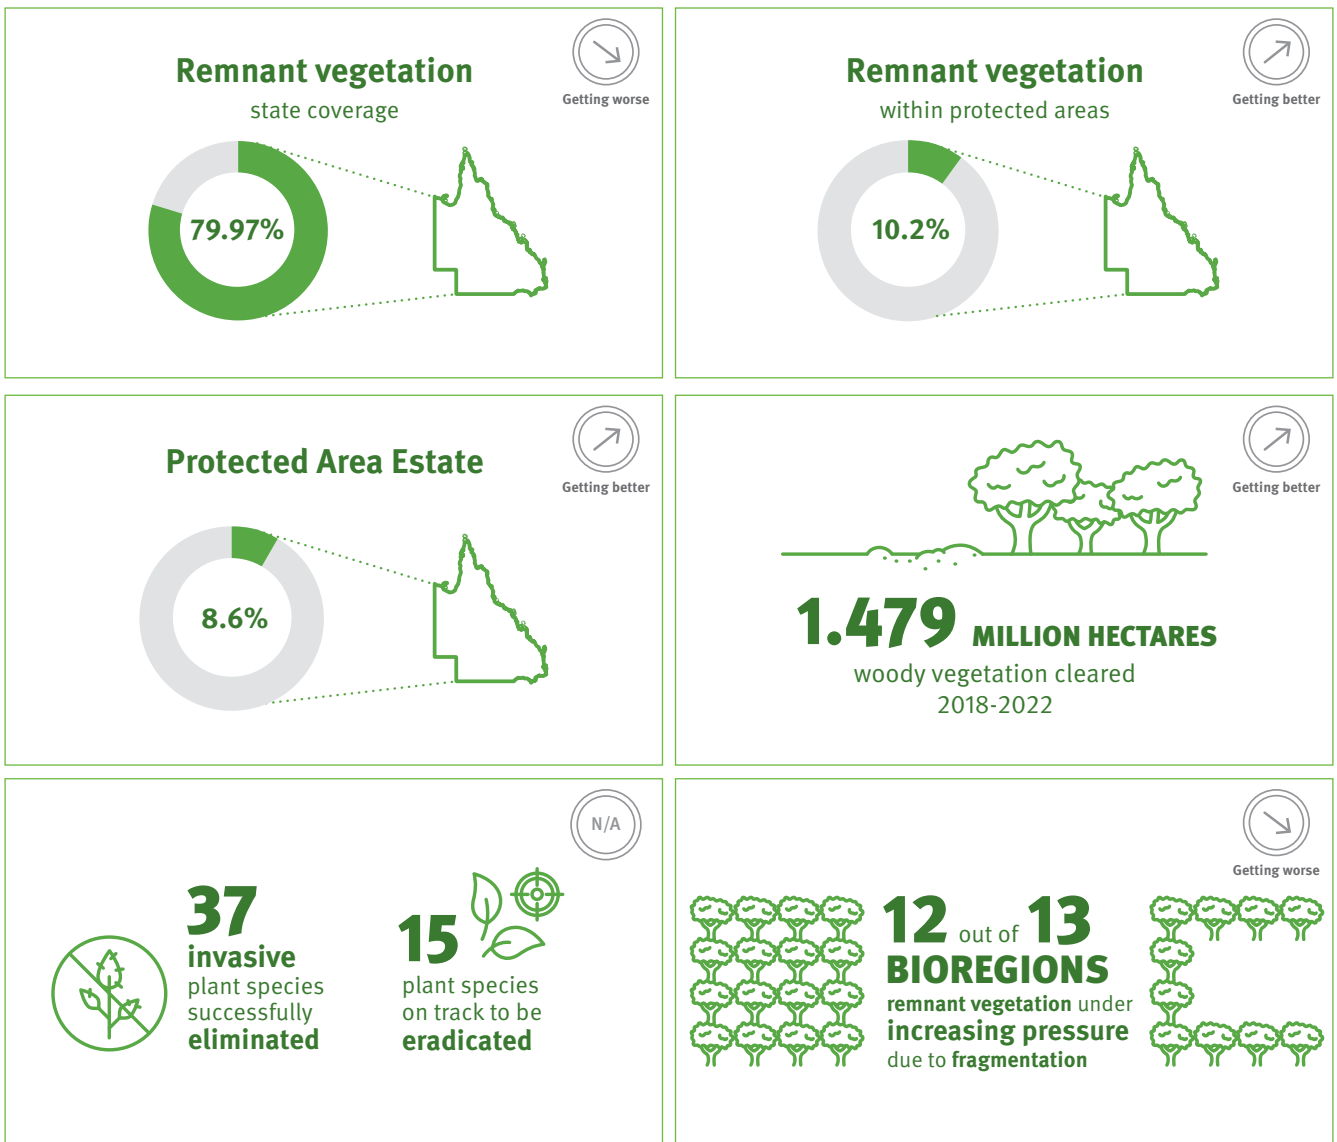 Remnant vegetation
state coverage
Getting worse
79.97%
Remnant vegetation
within protected areas
Getting better
10.2%
Protected Area Estate
Getting better
8.6%
Getting better
1.479 MILLION HECTARES
woody vegetation cleared
2018-2022
N/A
37
invasive
plant species
successfully
eliminated
15
plant species
on track to be
eradicated
Getting worse
12 out of 13
BIOREGIONS
remnant vegetation under
increasing pressure
due to fragmentation